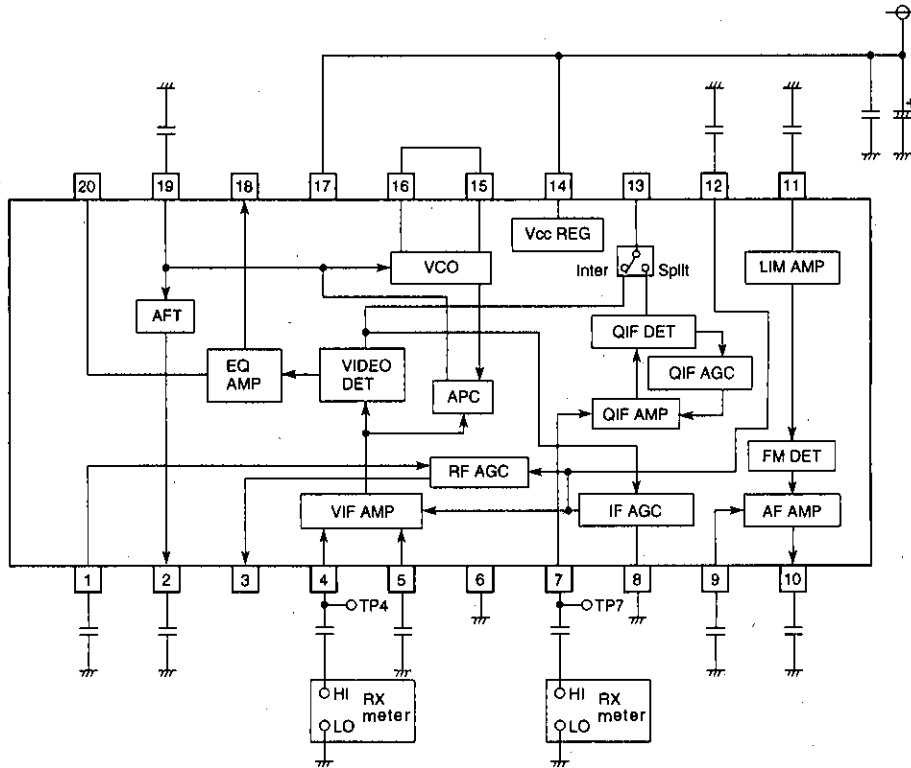 20 19 18 17 16 15 14 13 12 11
Vcc REG
VCO
Inter
Split
LIM AMP
AFT
QIF DET
EQ
AMP
VIDEO
DET
QIF AGC
APC
QIF AMP
FM DET
RF AGC
VIF AMP
IF AGC
AF AMP
1 2 3 4 5 6 7 8 9 10
TP4
TP7
HI
RX
meter
LO
HI
RX
meter
LO